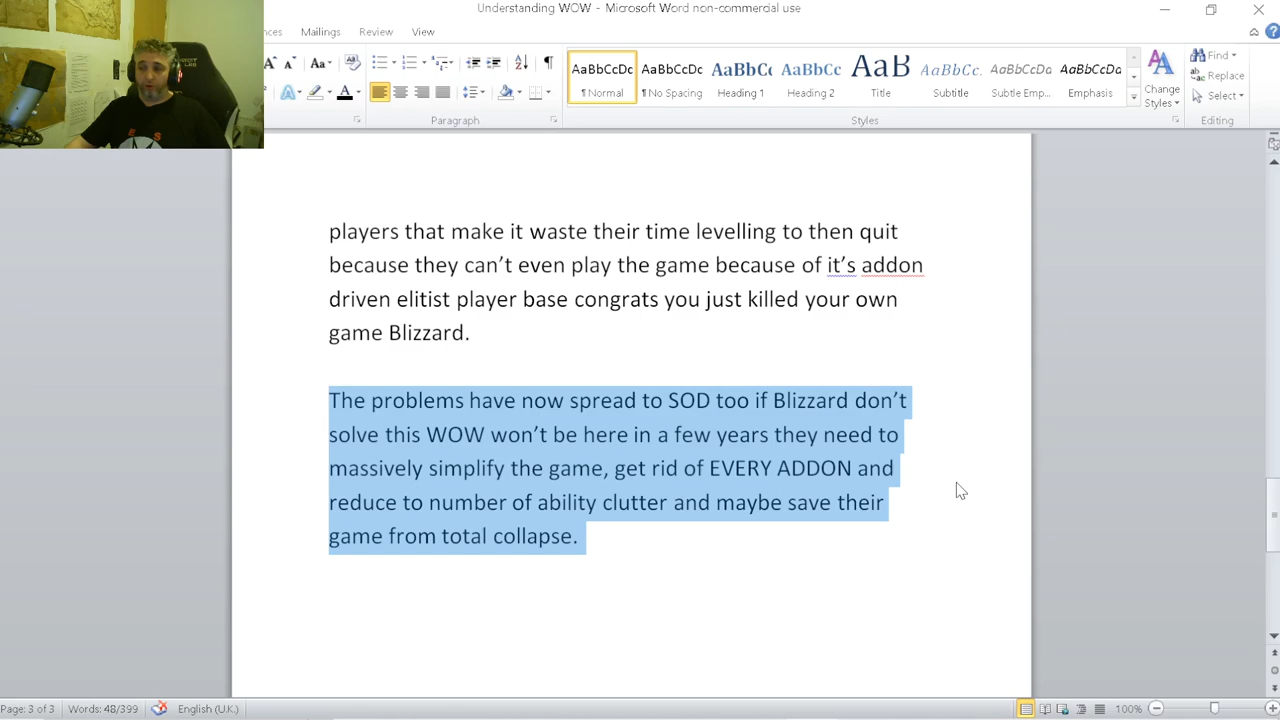 Understanding WOW - Microsoft Word non-commercial use
Mailings Review View
Aa
AaBbCcDc AaBbCcDc AaBbCc AaBbCc AaB AaBbCc. AaBbCcDc AaBbCcDc
¶ Normal ¶ No Spacing Heading 1 Heading 2 Title Subtitle Subtle Emp... Emphasis
Change Styles
Find
Replace
Select
Paragraph Styles Editing
players that make it waste their time levelling to then quit
because they can’t even play the game because of it’s addon
driven elitist player base congrats you just killed your own
game Blizzard.
The problems have now spread to SOD too if Blizzard don’t
solve this WOW won’t be here in a few years they need to
massively simplify the game, get rid of EVERY ADDON and
reduce to number of ability clutter and maybe save their
game from total collapse.
Page: 3 of 3 Words: 48/399 English (U.K.) 100%